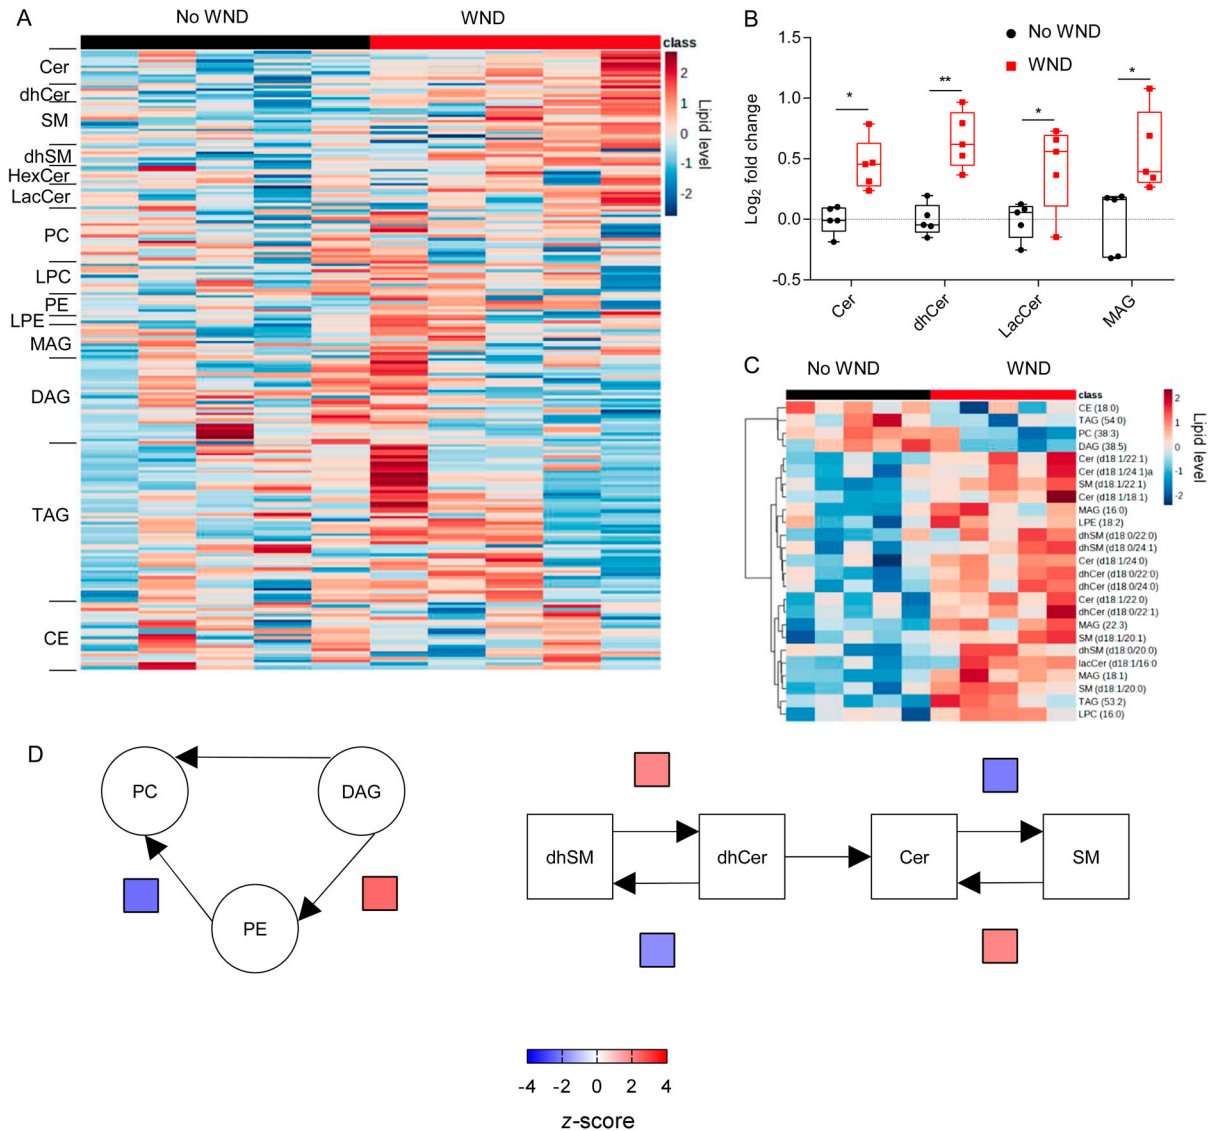 A
No WND
WND
class
Cer
dhCer
SM
dhSM
HexCer
LacCer
PC
LPC
PE
LPE
MAG
DAG
TAG
CE
2
1
0
-1
-2
Lipid level
B
No WND
WND
Log2 fold change
1.5
1.0
0.5
0.0
-0.5
*
**
*
*
Cer
dhCer
LacCer
MAG
C
No WND
WND
class
CE (18:0)
TAG (54:0)
PC (38:3)
DAG (38:5)
Cer (d18:1/22:1)
Cer (d18:1/24:1)a
SM (d18:1/22:1)
Cer (d18:1/18:1)
MAG (16:0)
LPE (18:2)
dhSM (d18:0/22:0)
dhSM (d18:0/24:1)
Cer (d18:1/24:0)
dhCer (d18:0/22:0)
dhCer (d18:0/24:0)
Cer (d18:1/22:0)
dhCer (d18:0/22:1)
MAG (22:3)
SM (d18:1/20:1)
dhSM (d18:0/20:0)
lacCer (d18:1/16:0
MAG (18:1)
SM (d18:1/20:0)
TAG (53:2)
LPC (16:0)
2
1
0
-1
-2
Lipid level
D
PC
DAG
PE
dhSM
dhCer
Cer
SM
-4 -2 0 2 4
z-score